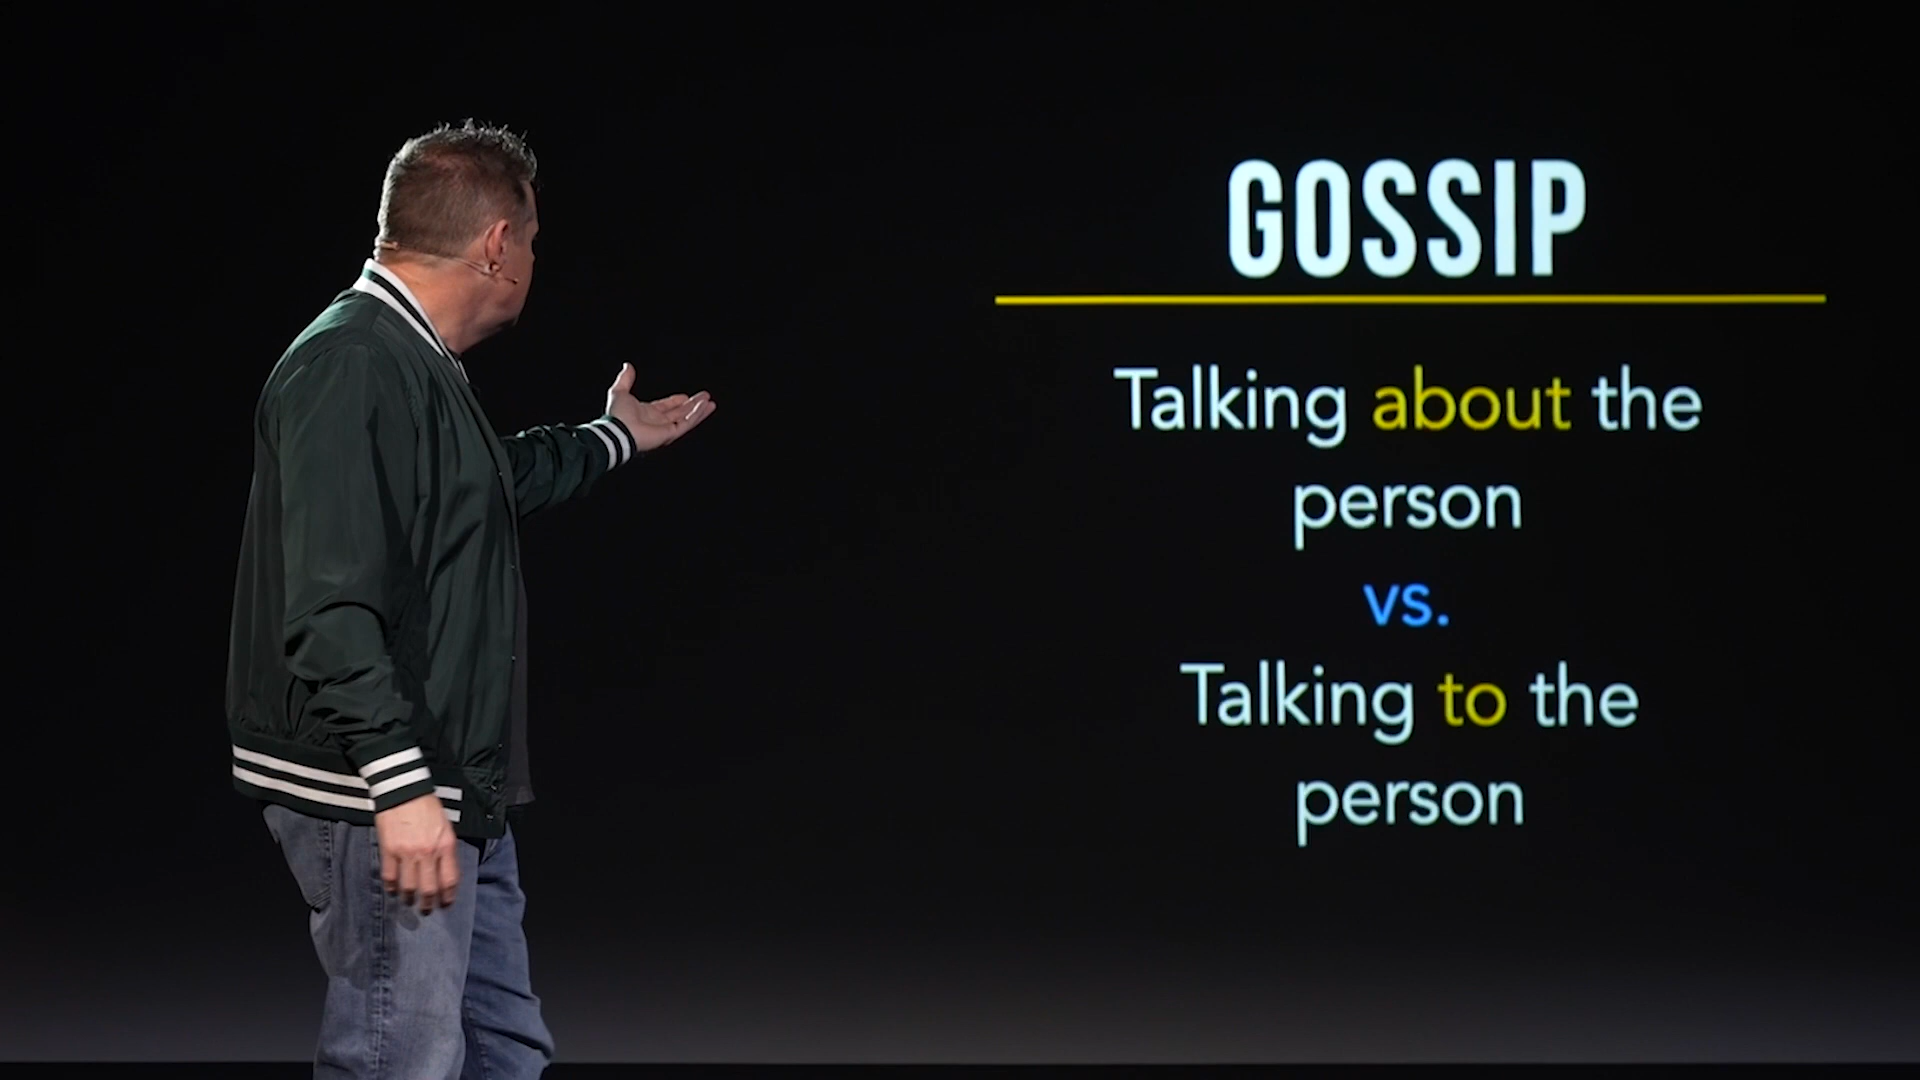 GOSSIP
Talking about the
person
vs.
Talking to the
person